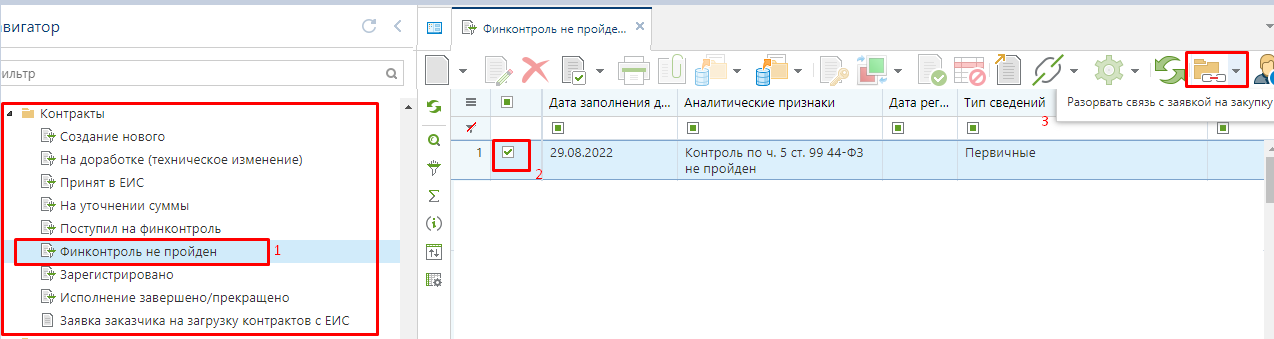 авигатор
ильтр
Контракты
Создание нового
На доработке (техническое изменение)
Принят в ЕИС
На уточнении суммы
Поступил на финконтроль
Финконтроль не пройден
1
Зарегистрировано
Исполнение завершено/прекращено
Заявка заказчика на загрузку контрактов с ЕИС
Финконтроль не пройде...
Дата заполнения д...
Аналитические признаки
Дата рег...
Тип сведений
Разорвать связь с заявкой на закупку
3
1
29.08.2022
Контроль по ч. 5 ст. 99 44-ФЗ
не пройден
Первичные
2